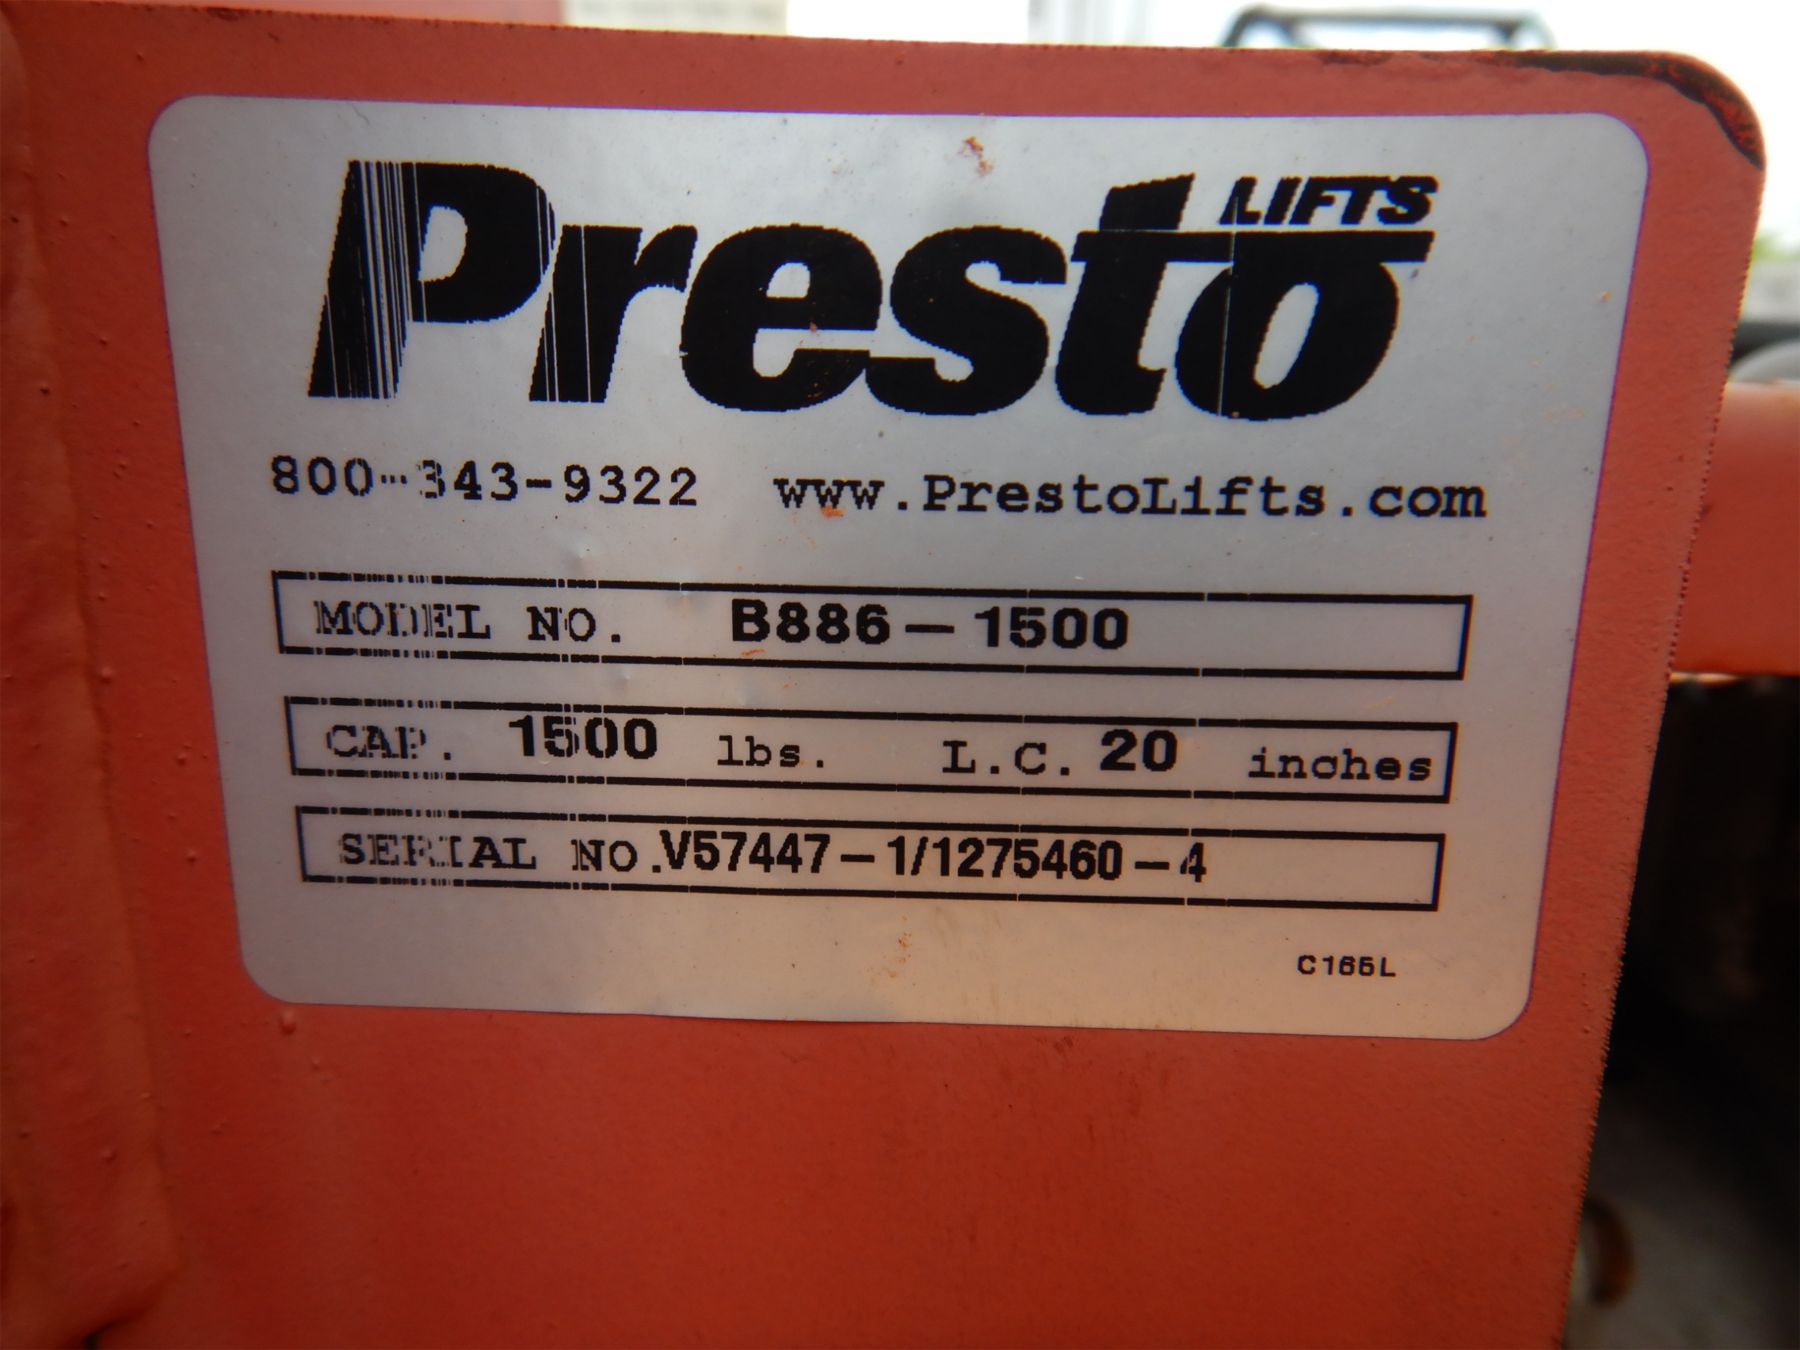 Presto LIFTS
800-343-9322 www.PrestoLifts.com
MODEL NO. B886-1500
CAP. 1500 lbs. L.C. 20 inches
SERIAL NO. V57447-1/1275460-4
C165L